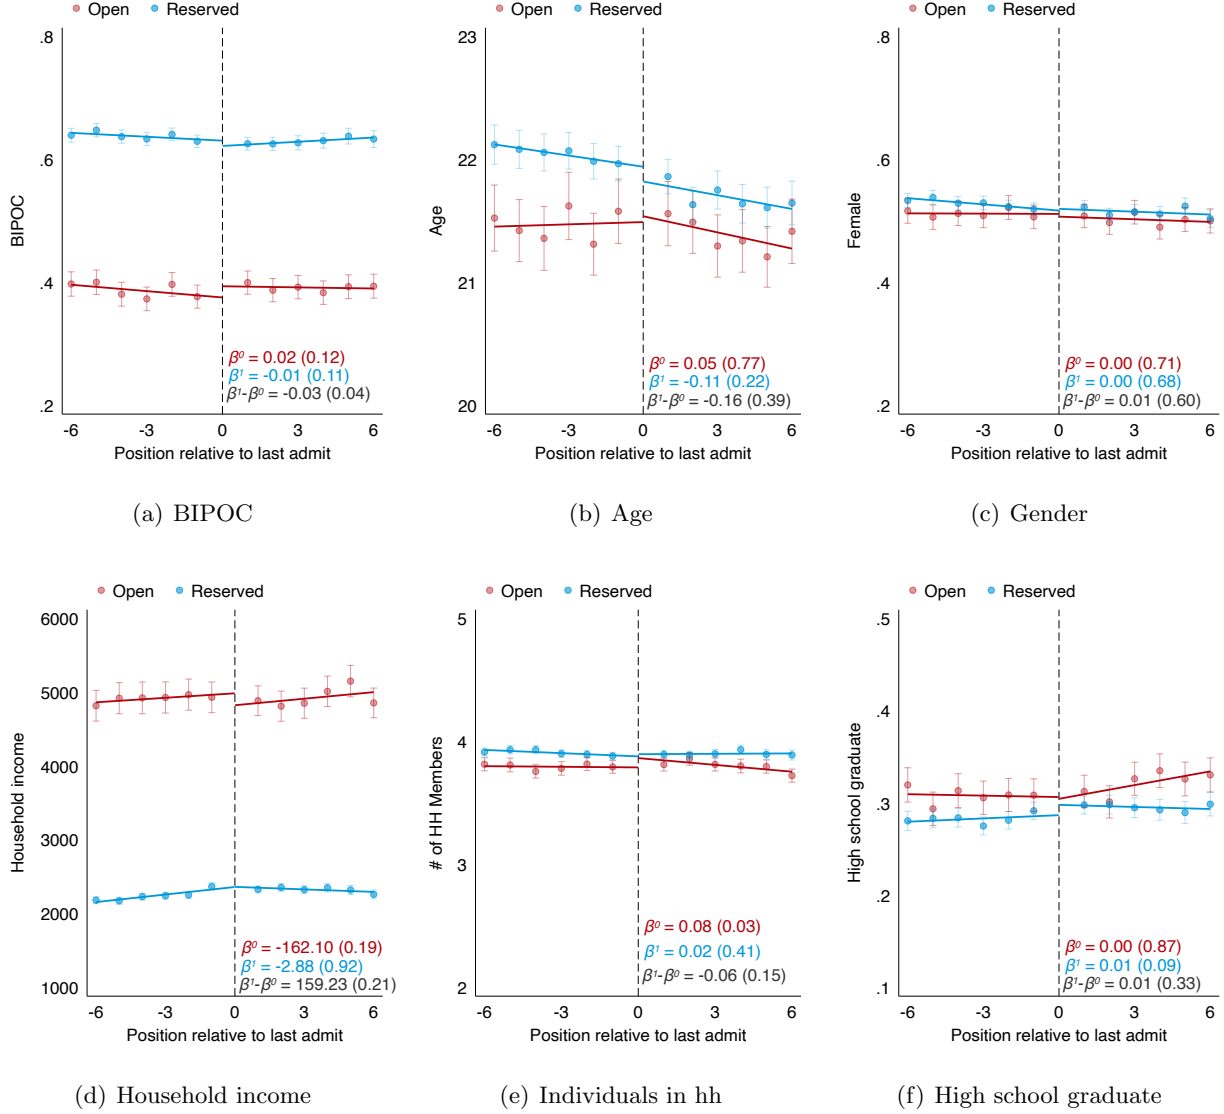 Open Reserved
.8
.6
.4
.2
BIPOC
β⁰ = 0.02 (0.12)
β¹ = -0.01 (0.11)
β¹-β⁰ = -0.03 (0.04)
-6 -3 0 3 6
Position relative to last admit
(a) BIPOC
Open Reserved
23
22
21
20
Age
β⁰ = 0.05 (0.77)
β¹ = -0.11 (0.22)
β¹-β⁰ = -0.16 (0.39)
-6 -3 0 3 6
Position relative to last admit
(b) Age
Open Reserved
.8
.6
.4
.2
Female
β⁰ = 0.00 (0.71)
β¹ = 0.00 (0.68)
β¹-β⁰ = 0.01 (0.60)
-6 -3 0 3 6
Position relative to last admit
(c) Gender
Open Reserved
6000
5000
4000
3000
2000
1000
Household income
β⁰ = -162.10 (0.19)
β¹ = -2.88 (0.92)
β¹-β⁰ = 159.23 (0.21)
-6 -3 0 3 6
Position relative to last admit
(d) Household income
Open Reserved
5
4
3
2
# of HH Members
β⁰ = 0.08 (0.03)
β¹ = 0.02 (0.41)
β¹-β⁰ = -0.06 (0.15)
-6 -3 0 3 6
Position relative to last admit
(e) Individuals in hh
Open Reserved
.5
.4
.3
.2
.1
High school graduate
β⁰ = 0.00 (0.87)
β¹ = 0.01 (0.09)
β¹-β⁰ = 0.01 (0.33)
-6 -3 0 3 6
Position relative to last admit
(f) High school graduate